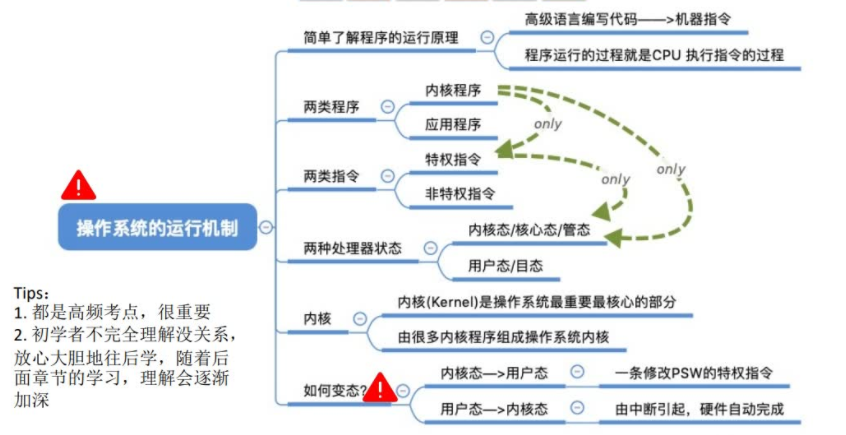 操作系统的运行机制
简单了解程序的运行原理
高级语言编写代码——>机器指令
程序运行的过程就是CPU 执行指令的过程
两类程序
内核程序
应用程序
only
两类指令
特权指令
非特权指令
only
only
两种处理器状态
内核态/核心态/管态
用户态/目态
内核
内核(Kernel)是操作系统最重要最核心的部分
由很多内核程序组成操作系统内核
如何变态?
内核态—>用户态
一条修改PSW的特权指令
用户态—>内核态
由中断引起，硬件自动完成
Tips：
1. 都是高频考点，很重要
2. 初学者不完全理解没关系，
放心大胆地往后学，随着后
面章节的学习，理解会逐渐
加深